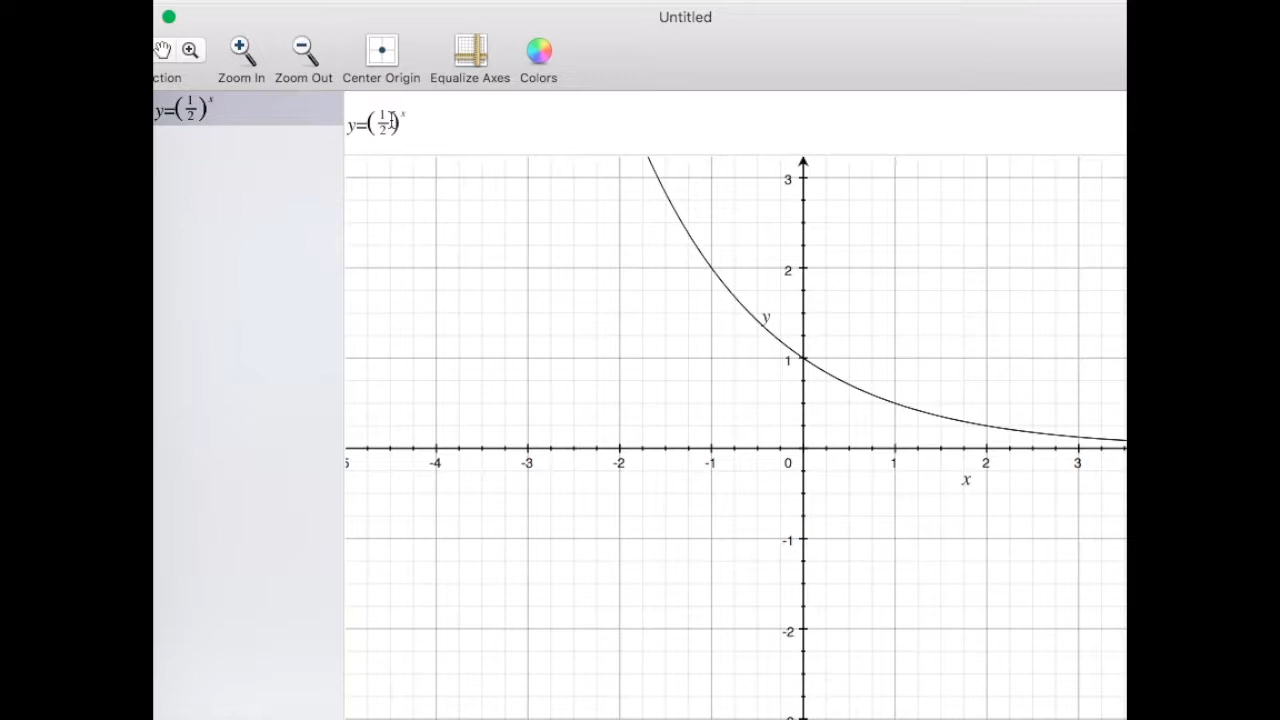 Untitled
ction Zoom In Zoom Out Center Origin Equalize Axes Colors
y=(1/2)^x
y=(1/2)^x
3
2
y
1
5 -4 -3 -2 -1 0 1 2 3
x
-1
-2